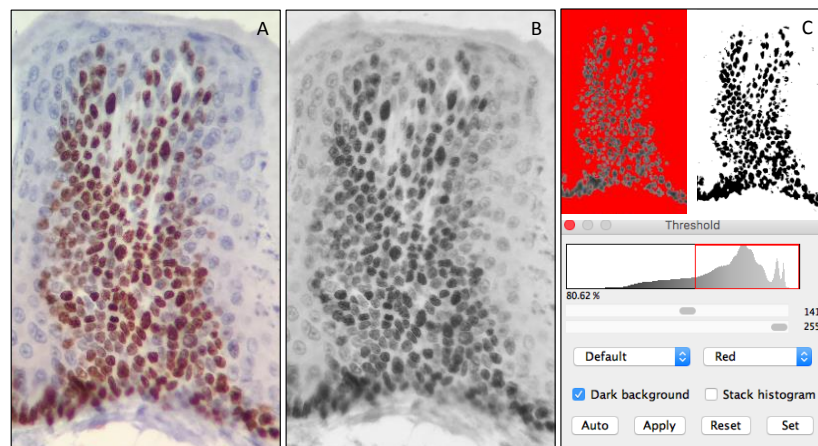 A
B
C
Threshold
80.62 %
141
255
Default
Red
Dark background
Stack histogram
Auto
Apply
Reset
Set